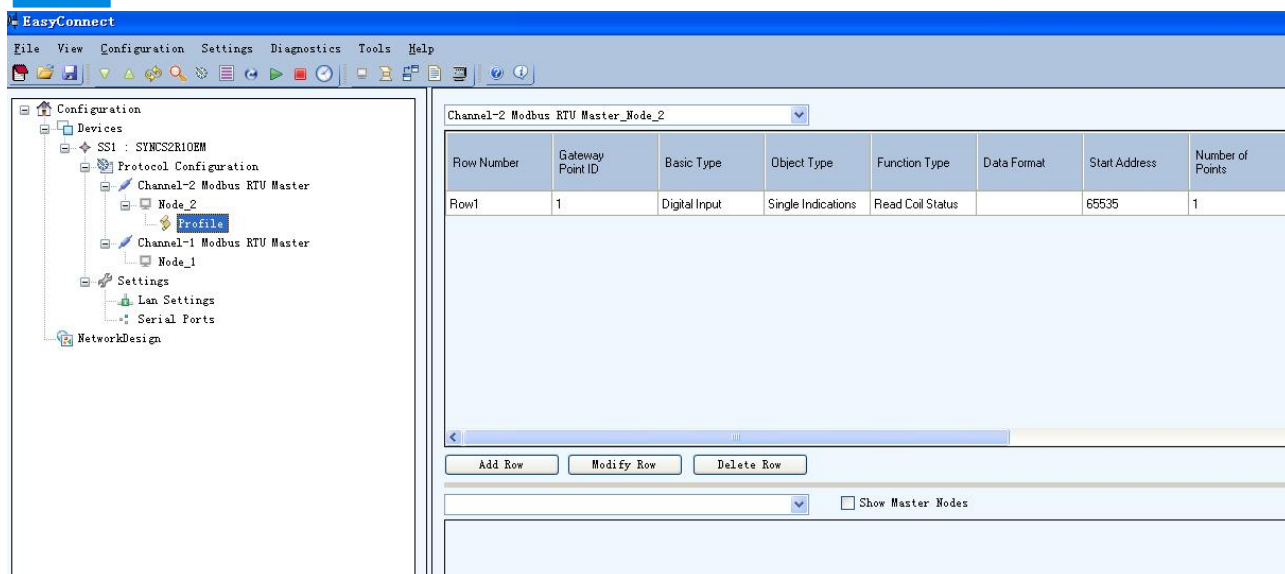 EasyConnect
File View Configuration Settings Diagnostics Tools Help
Configuration
Devices
SS1 : SYNCS2R10EM
Protocol Configuration
Channel-2 Modbus RTU Master
Node_2
Profile
Channel-1 Modbus RTU Master
Node_1
Settings
Lan Settings
Serial Ports
NetworkDesign
Channel-2 Modbus RTU Master_Node_2
Row Number Gateway Point ID Basic Type Object Type Function Type Data Format Start Address Number of Points
Row1 1 Digital Input Single Indications Read Coil Status 65535 1
Add Row Modify Row Delete Row
Show Master Nodes